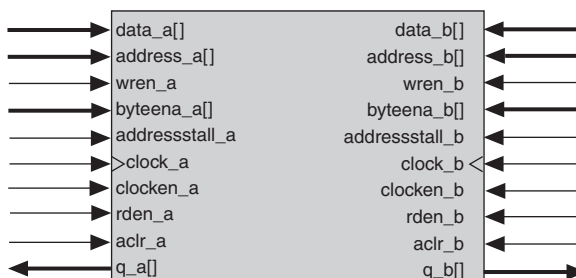 data_a[] data_b[]
address_a[] address_b[]
wren_a wren_b
byteena_a[] byteena_b[]
addressstall_a addressstall_b
clock_a clock_b
clocken_a clocken_b
rden_a rden_b
aclr_a aclr_b
q_a[] q_b[]